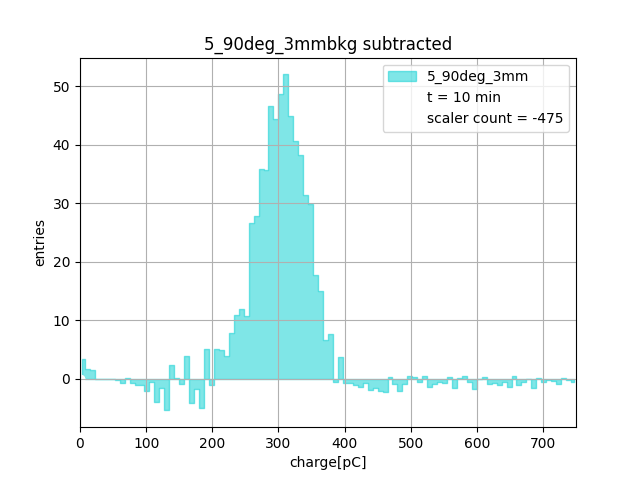 5_90deg_3mmbkg subtracted
5_90deg_3mm
t = 10 min
scaler count = -475
entries
50
40
30
20
10
0
0 100 200 300 400 500 600 700
charge[pC]